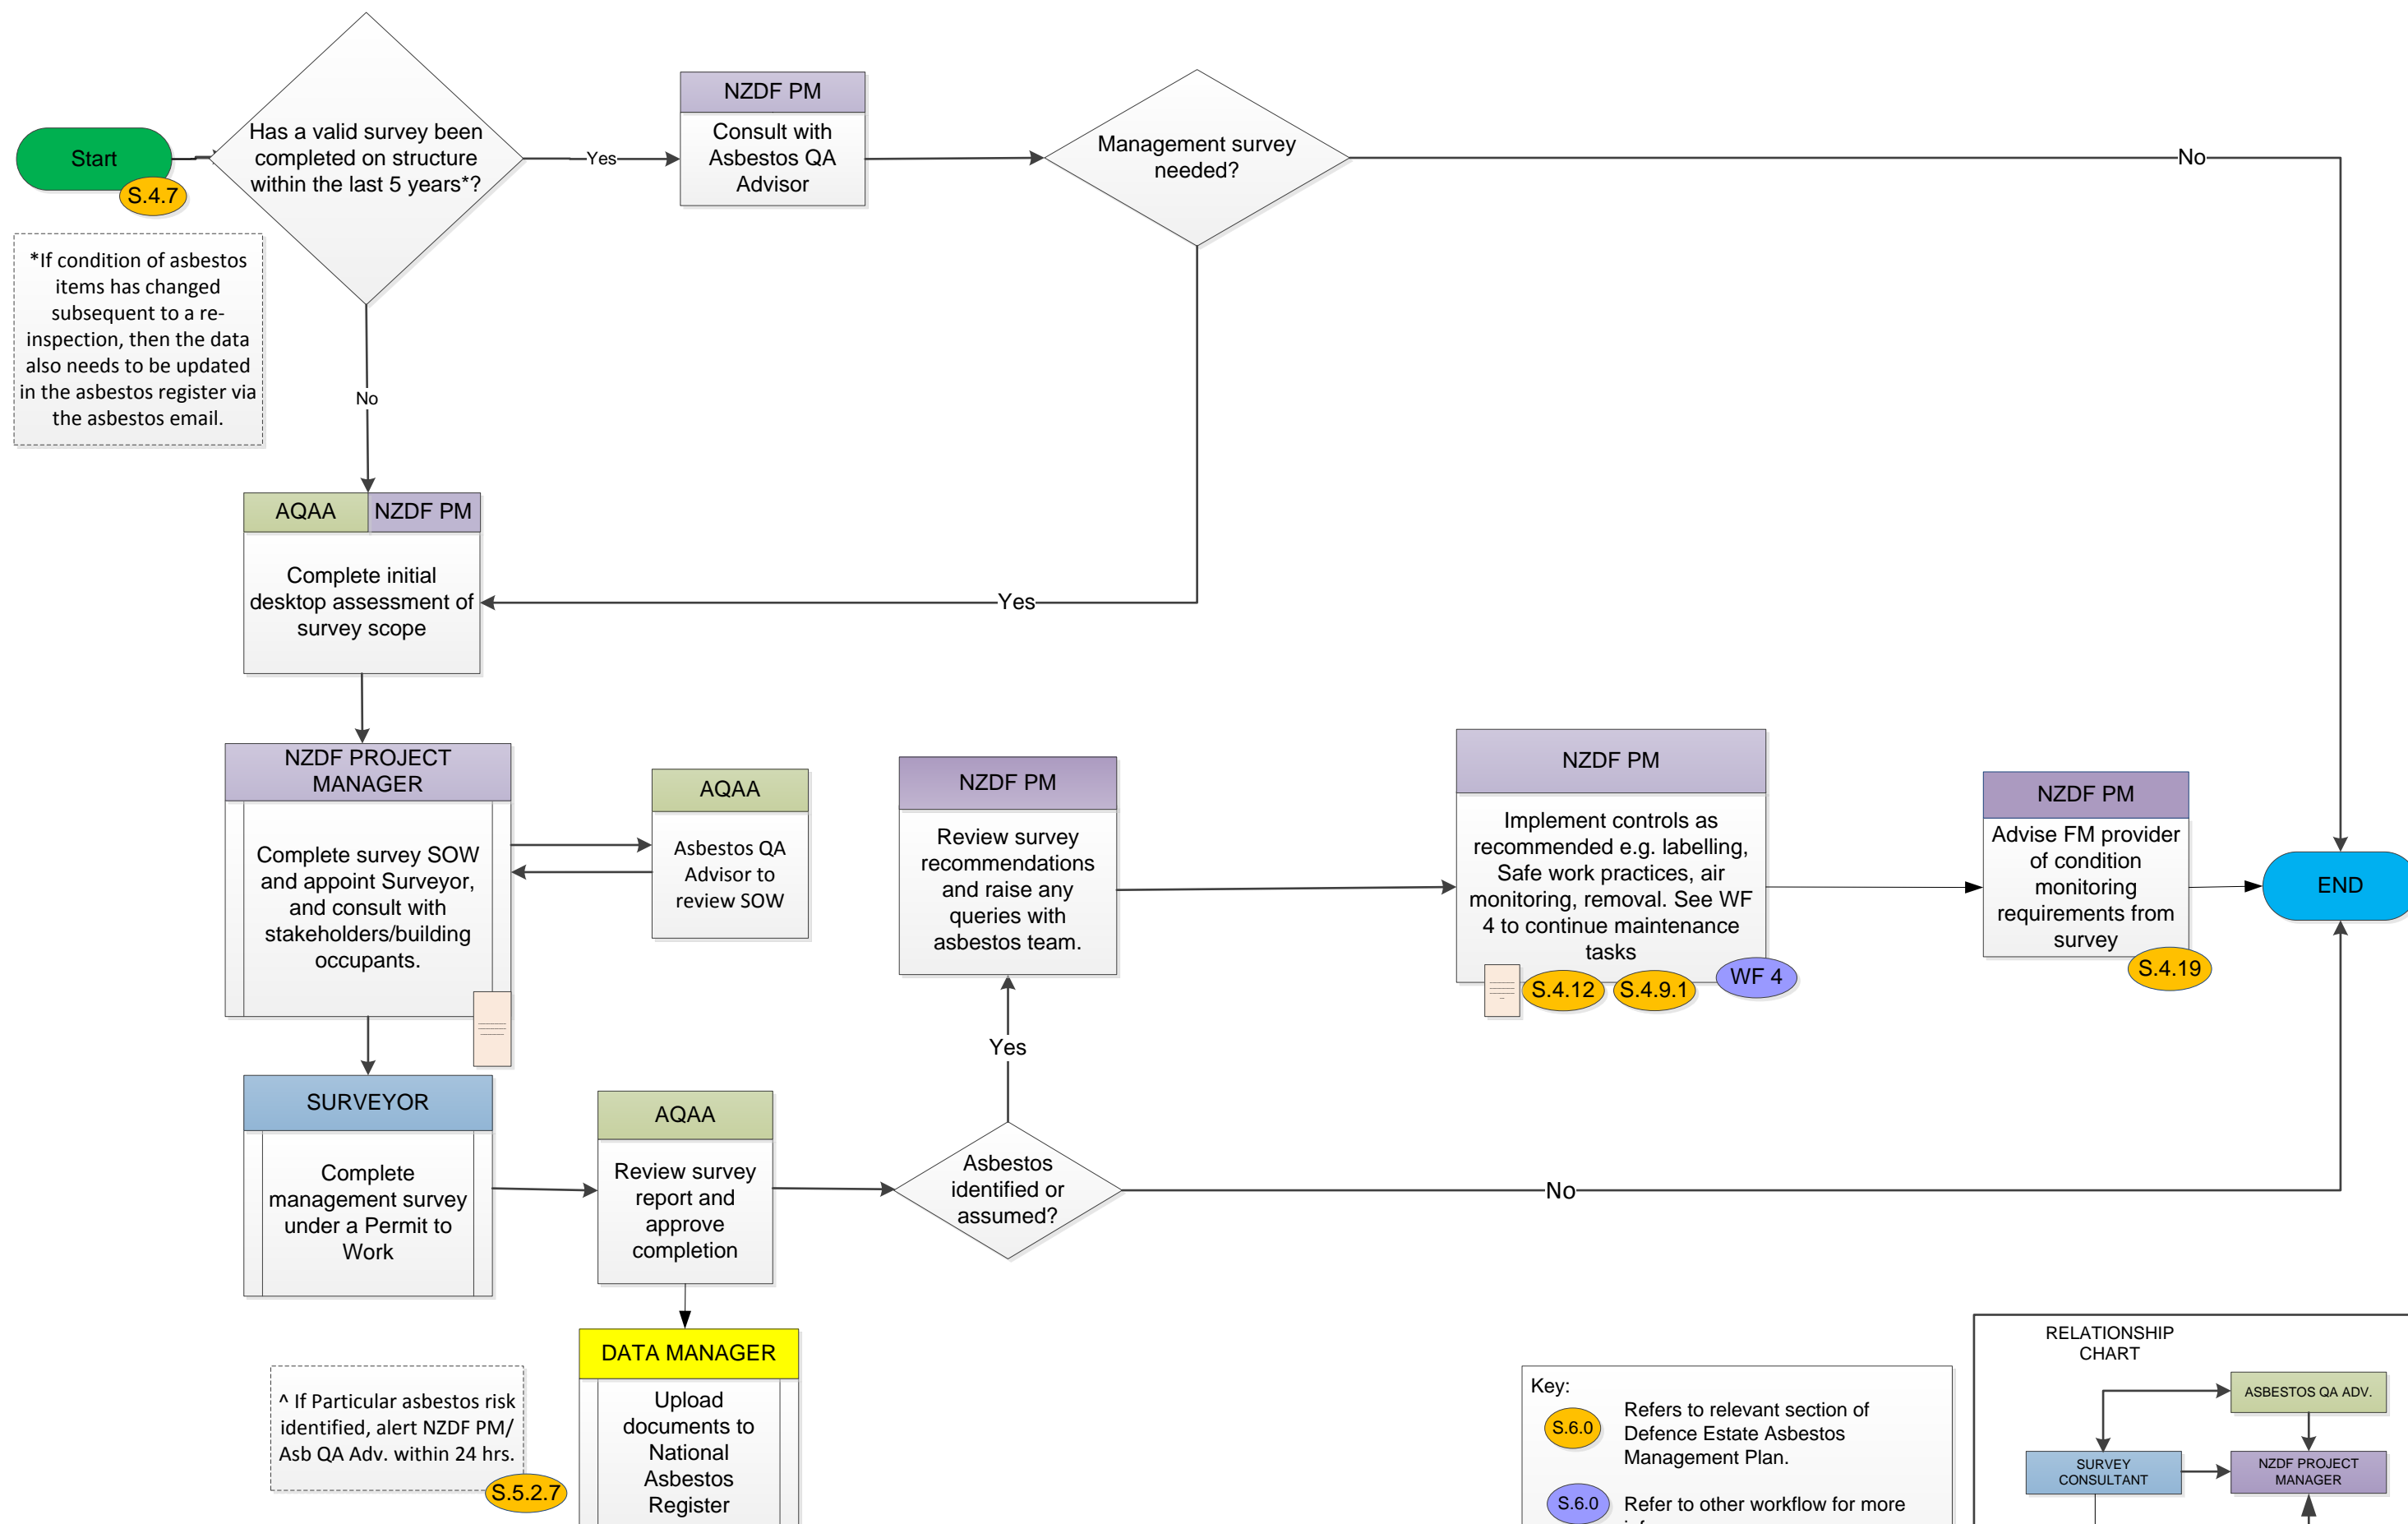 Start
S.4.7
Has a valid survey been
completed on structure
within the last 5 years*?
Yes
NZDF PM
Consult with
Asbestos QA
Advisor
Management survey
needed?
No
*If condition of asbestos
items has changed
subsequent to a re-
inspection, then the data
also needs to be updated
in the asbestos register via
the asbestos email.
No
AQAA
NZDF PM
Complete initial
desktop assessment of
survey scope
Yes
NZDF PROJECT
MANAGER
Complete survey SOW
and appoint Surveyor,
and consult with
stakeholders/building
occupants.
AQAA
Asbestos QA
Advisor to
review SOW
NZDF PM
Review survey
recommendations
and raise any
queries with
asbestos team.
NZDF PM
Implement controls as
recommended e.g. labelling,
Safe work practices, air
monitoring, removal. See WF
4 to continue maintenance
tasks
S.4.12
S.4.9.1
WF 4
NZDF PM
Advise FM provider
of condition
monitoring
requirements from
survey
S.4.19
END
Yes
SURVEYOR
Complete
management survey
under a Permit to
Work
AQAA
Review survey
report and
approve
completion
Asbestos
identified or
assumed?
No
^ If Particular asbestos risk
identified, alert NZDF PM/
Asb QA Adv. within 24 hrs.
S.5.2.7
DATA MANAGER
Upload
documents to
National
Asbestos
Register
Key:
S.6.0
Refers to relevant section of
Defence Estate Asbestos
Management Plan.
S.6.0
Refer to other workflow for more
RELATIONSHIP
CHART
ASBESTOS QA ADV.
SURVEY
CONSULTANT
NZDF PROJECT
MANAGER